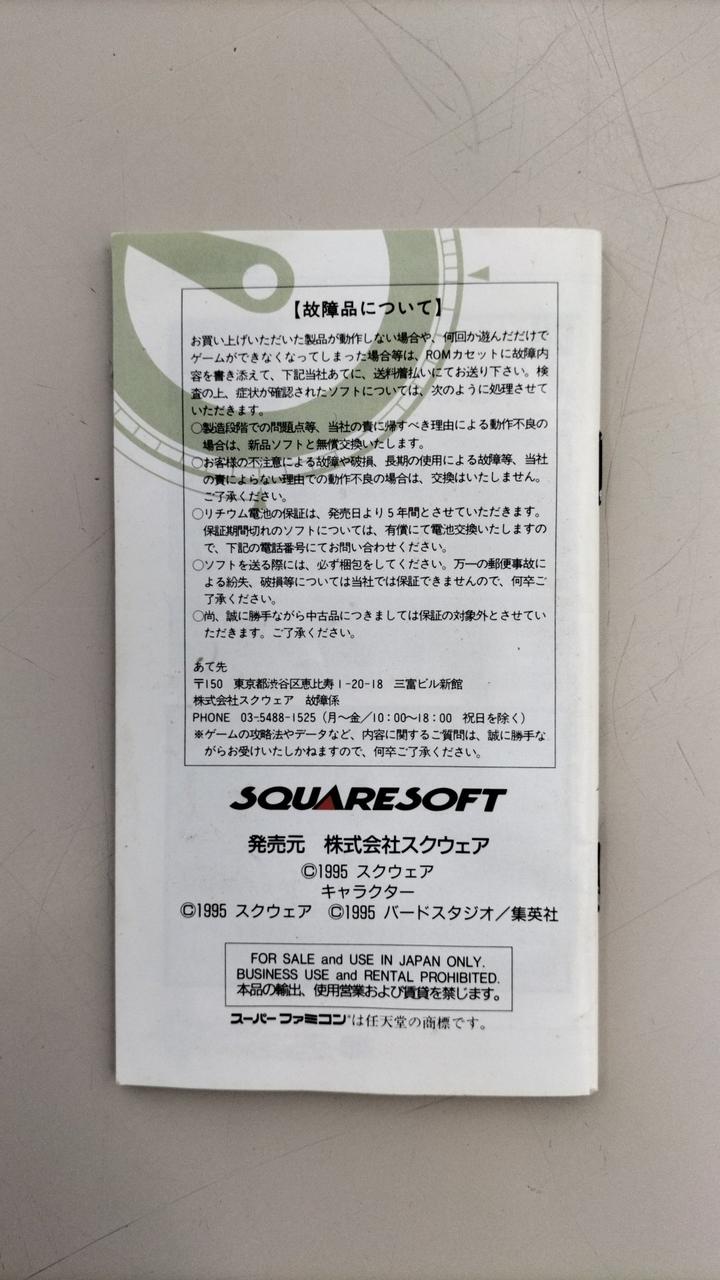 【故障品について】
お買い上げいただいた製品が動作しない場合や、何回か遊んだだけで
ゲームができなくなってしまった場合等は、ROMカセットに故障内
容を書き添えて、下記当社あてに、送料着払いにてお送り下さい。検
査の上、症状が確認されたソフトについては、次のように処理させて
いただきます。
○製造段階での問題点等、当社の責に帰すべき理由による動作不良の
場合は、新品ソフトと無償交換いたします。
○お客様の不注意による故障や破損、長期の使用による故障等、当社
の責によらない理由での動作不良の場合は、交換はいたしません。
ご了承ください。
○リチウム電池の保証は、発売日より5年間とさせていただきます。
保証期間切れのソフトについては、有償にて電池交換いたしますの
で、下記の電話番号にてお問い合わせください。
○ソフトを送る際には、必ず梱包をしてください。万一の郵便事故に
よる紛失、破損等については当社では保証できませんので、何卒ご
了承ください。
○尚、誠に勝手ながら中古品につきましては保証の対象外とさせてい
ただきます。ご了承ください。
あて先
〒150 東京都渋谷区恵比寿1-20-18 三富ビル新館
株式会社スクウェア 故障係
PHONE 03-5488-1525（月〜金／10：00〜18：00 祝日を除く）
※ゲームの攻略法やデータなど、内容に関するご質問は、誠に勝手な
がらお受けいたしかねますので、何卒ご了承ください。
SQUARESOFT
発売元 株式会社スクウェア
©1995 スクウェア
キャラクター
©1995 スクウェア ©1995 バードスタジオ／集英社
FOR SALE and USE IN JAPAN ONLY.
BUSINESS USE and RENTAL PROHIBITED.
本品の輸出、使用営業および賃貸を禁じます。
スーパーファミコン®は任天堂の商標です。